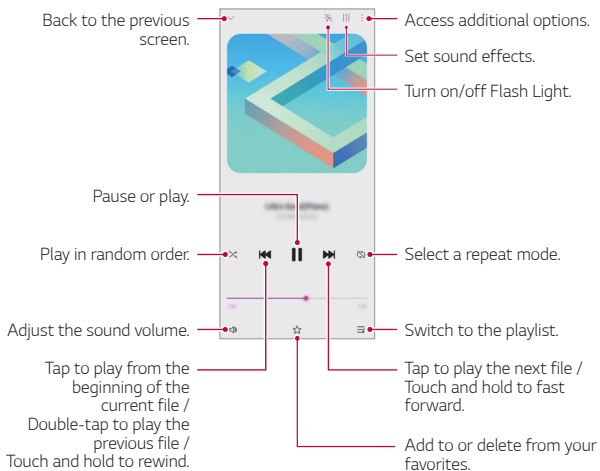 Back to the previous
screen.
Access additional options.
Set sound effects.
Turn on/off Flash Light.
Pause or play.
Play in random order.
Select a repeat mode.
Adjust the sound volume.
Switch to the playlist.
Tap to play from the
beginning of the
current file /
Double-tap to play the
previous file /
Touch and hold to rewind.
Tap to play the next file /
Touch and hold to fast
forward.
Add to or delete from your
favorites.